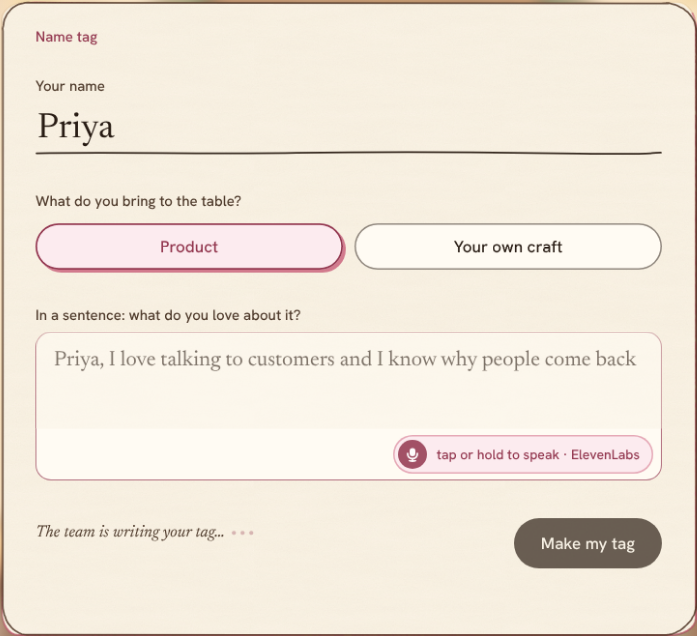 Name tag
Your name
Priya
What do you bring to the table?
Product
Your own craft
In a sentence: what do you love about it?
Priya, I love talking to customers and I know why people come back
tap or hold to speak · ElevenLabs
The team is writing your tag...
Make my tag